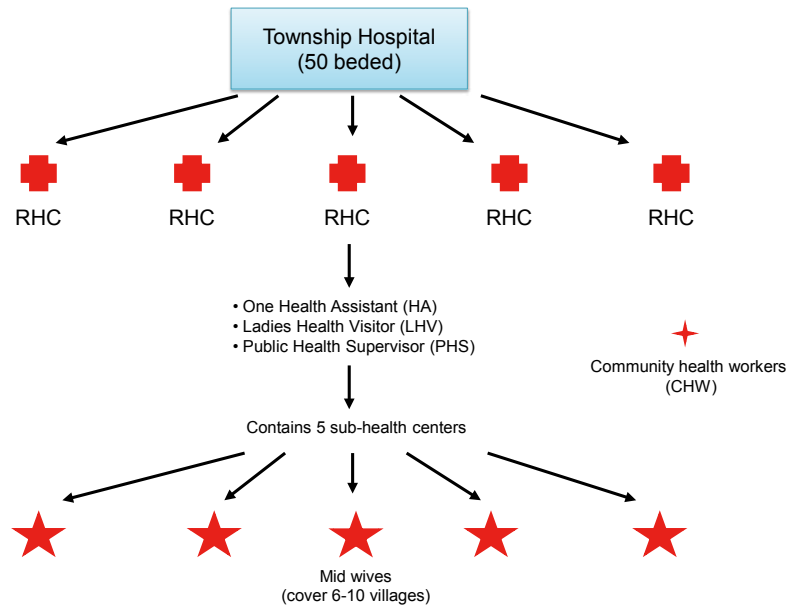 Township Hospital
(50 beded)
RHC
RHC
RHC
RHC
RHC
• One Health Assistant (HA)
• Ladies Health Visitor (LHV)
• Public Health Supervisor (PHS)
Community health workers
(CHW)
Contains 5 sub-health centers
Mid wives
(cover 6-10 villages)